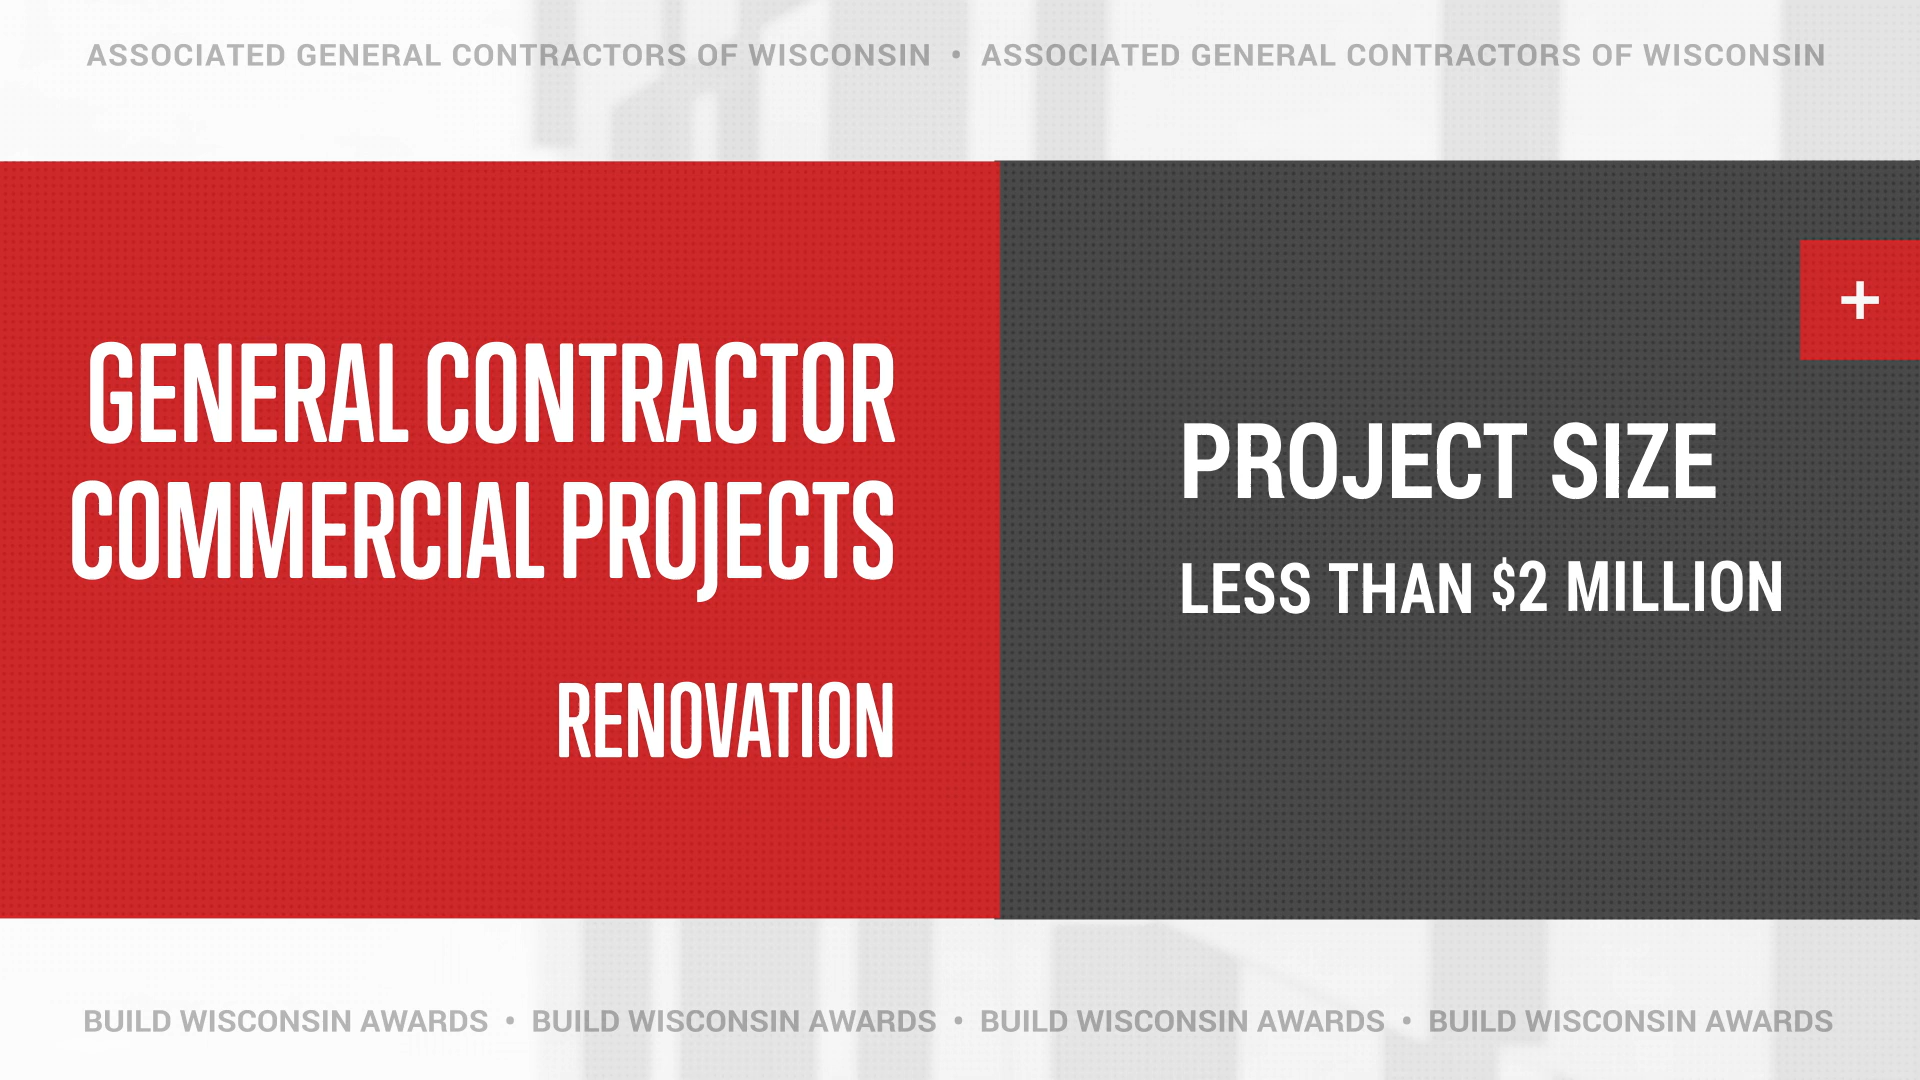 ASSOCIATED GENERAL CONTRACTORS OF WISCONSIN • ASSOCIATED GENERAL CONTRACTORS OF WISCONSIN
GENERAL CONTRACTOR
COMMERCIAL PROJECTS
RENOVATION
+
PROJECT SIZE
LESS THAN $2 MILLION
BUILD WISCONSIN AWARDS • BUILD WISCONSIN AWARDS • BUILD WISCONSIN AWARDS • BUILD WISCONSIN AWARDS